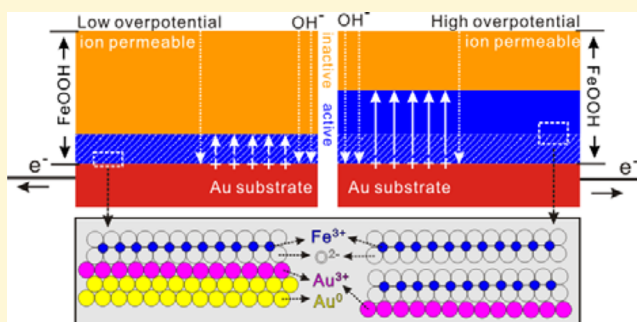 Low overpotential OH⁻ OH⁻ High overpotential
ion permeable ion permeable
FeOOH
inactive
active
FeOOH
e⁻ Au substrate Au substrate e⁻
Fe³⁺
O²⁻
Au³⁺
Au⁰